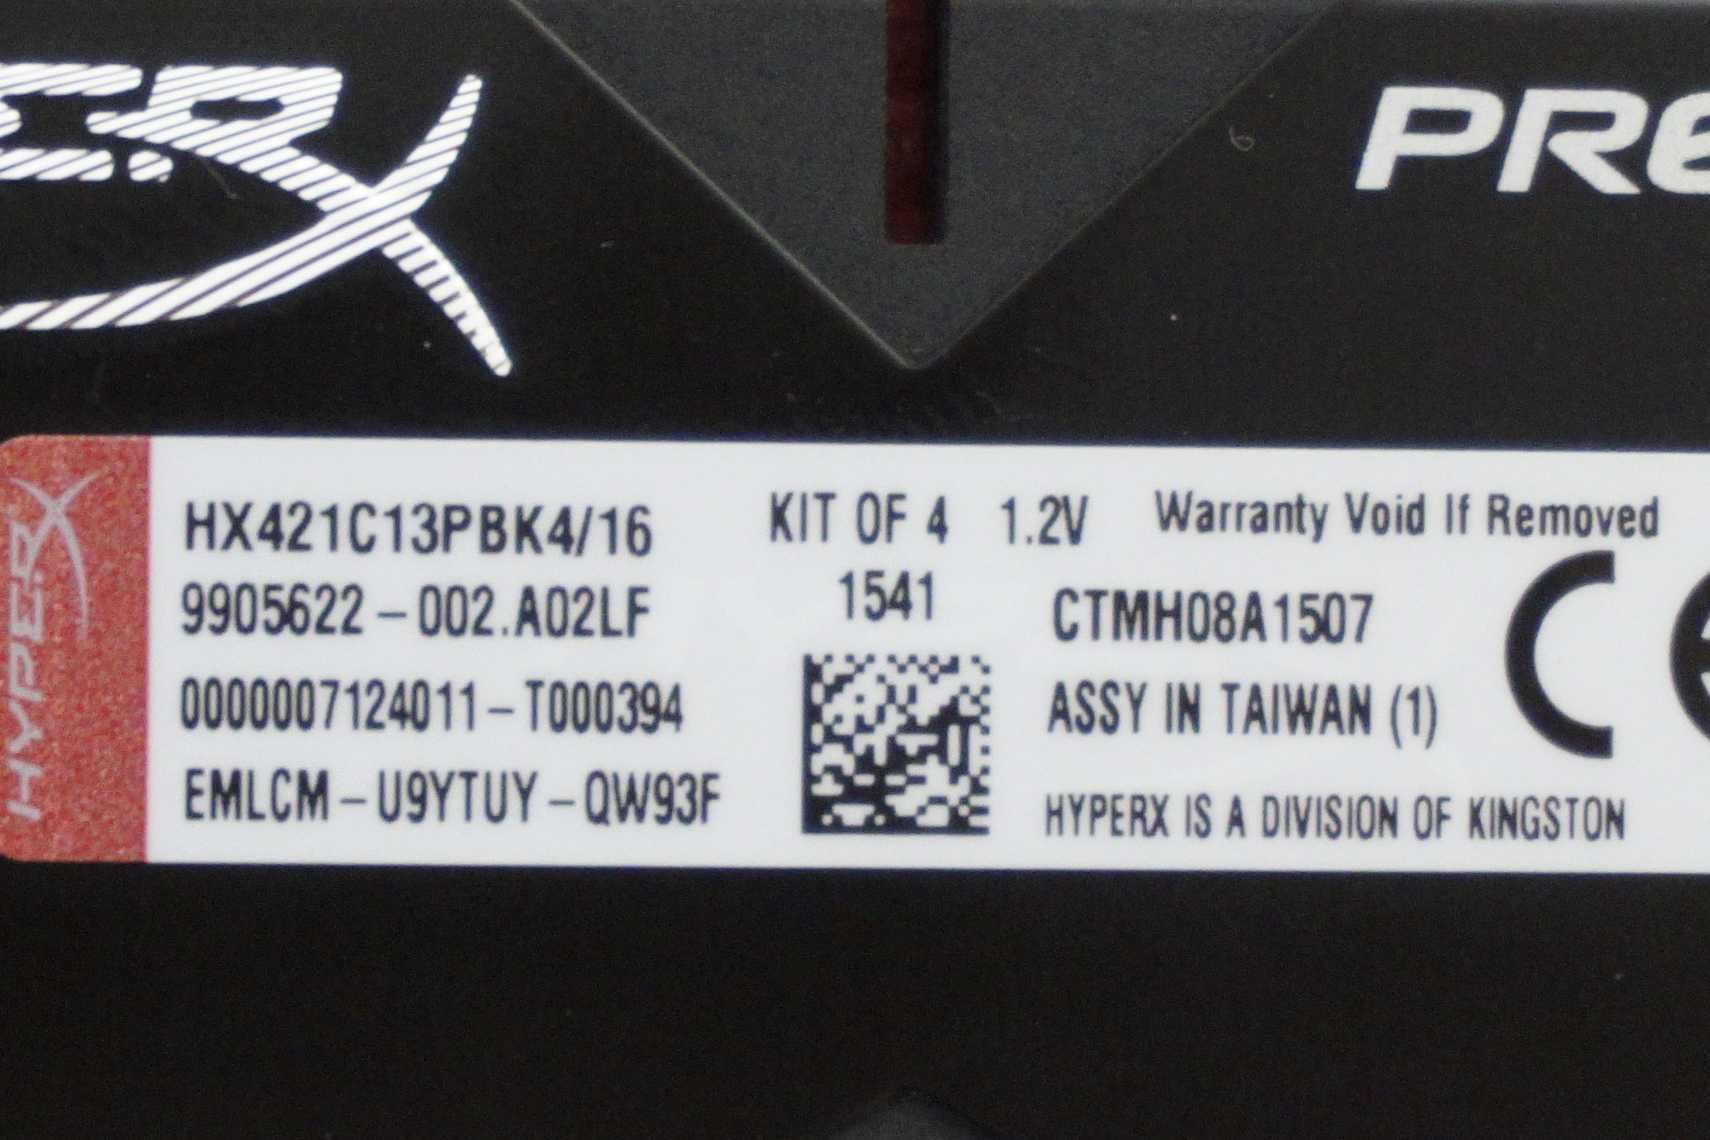 HYPERX
HX421C13PBK4/16
KIT OF 4
1.2V
Warranty Void If Removed
9905622-002.A02LF
1541
CTMH08A1507
0000007124011-T000394
ASSY IN TAIWAN (1)
EMLCM-U9YTUY-QW93F
HYPERX IS A DIVISION OF KINGSTON